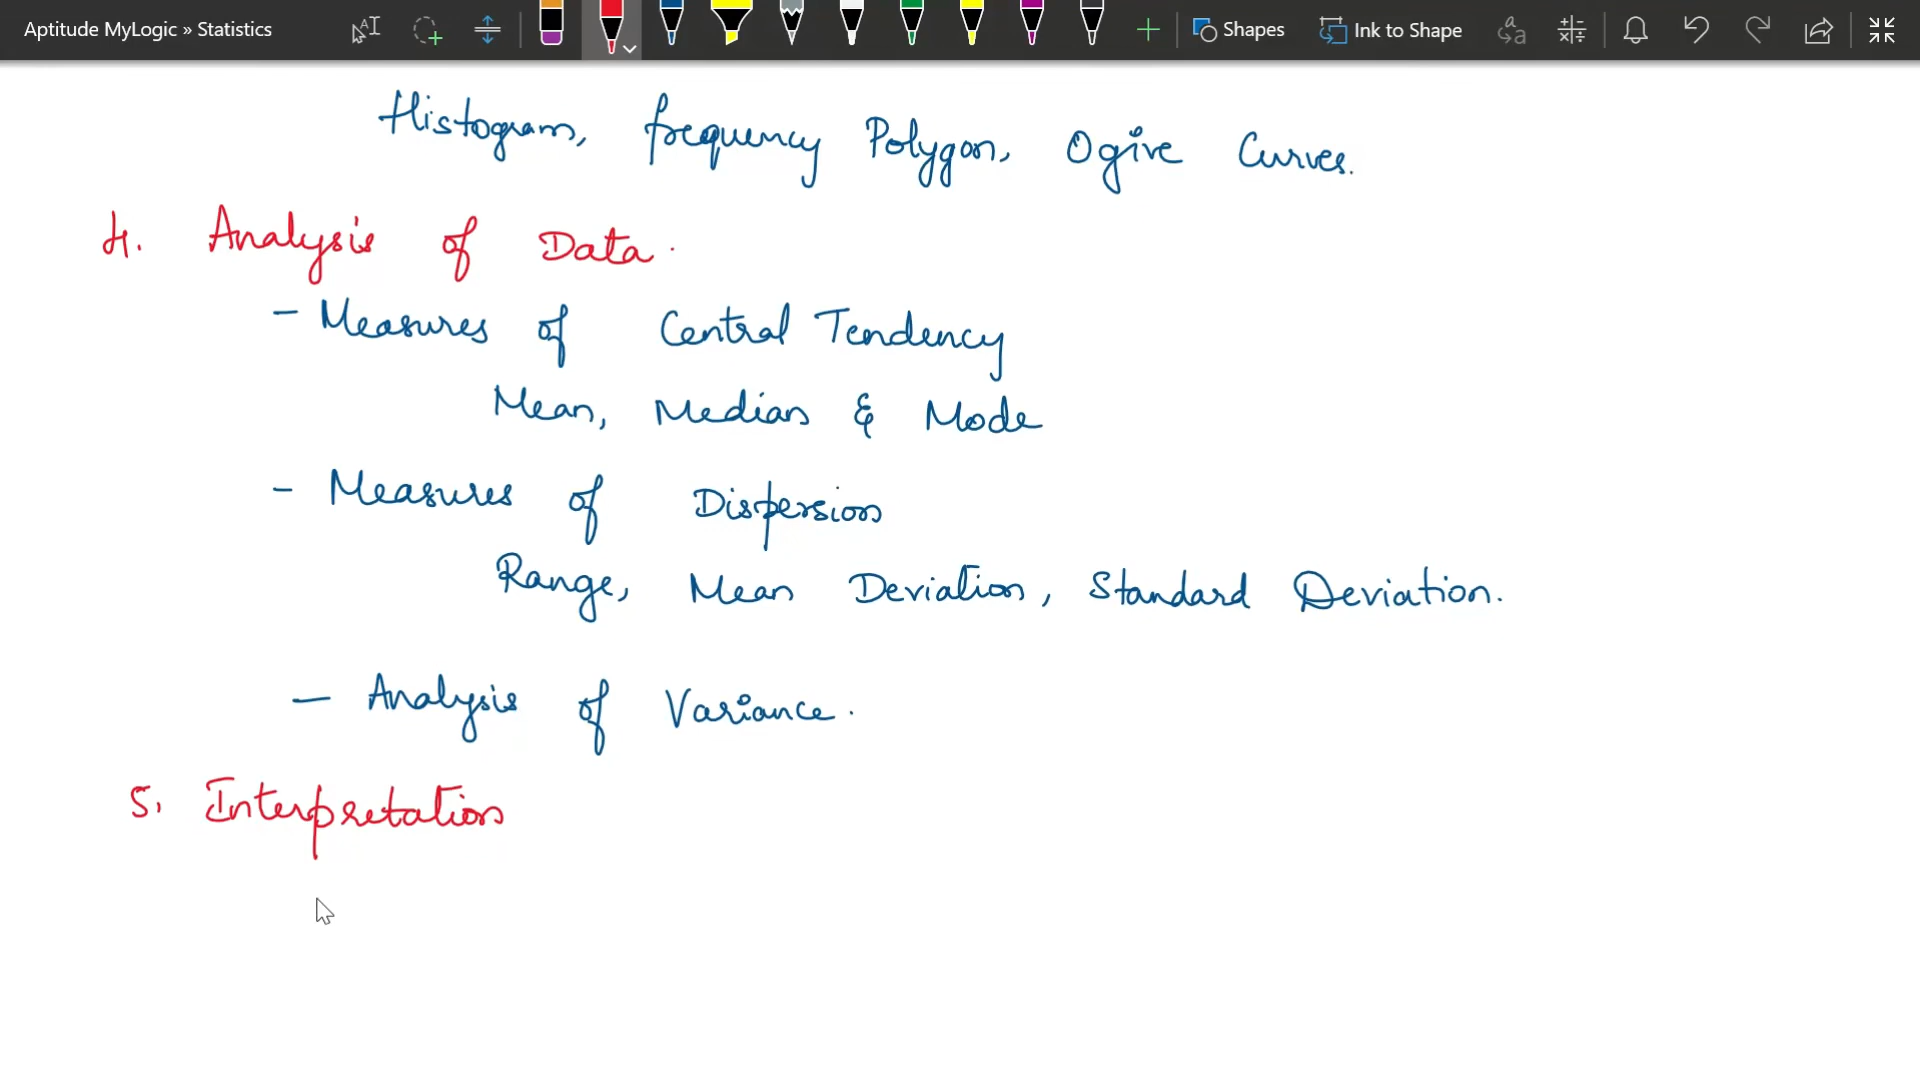 Aptitude MyLogic » Statistics Shapes Ink to Shape
Histogram, frequency Polygon, Ogive Curves.
4. Analysis of Data.
- Measures of Central Tendency
Mean, Median & Mode
- Measures of Dispersion
Range, Mean Deviation, Standard Deviation.
- Analysis of Variance.
5. Interpretation